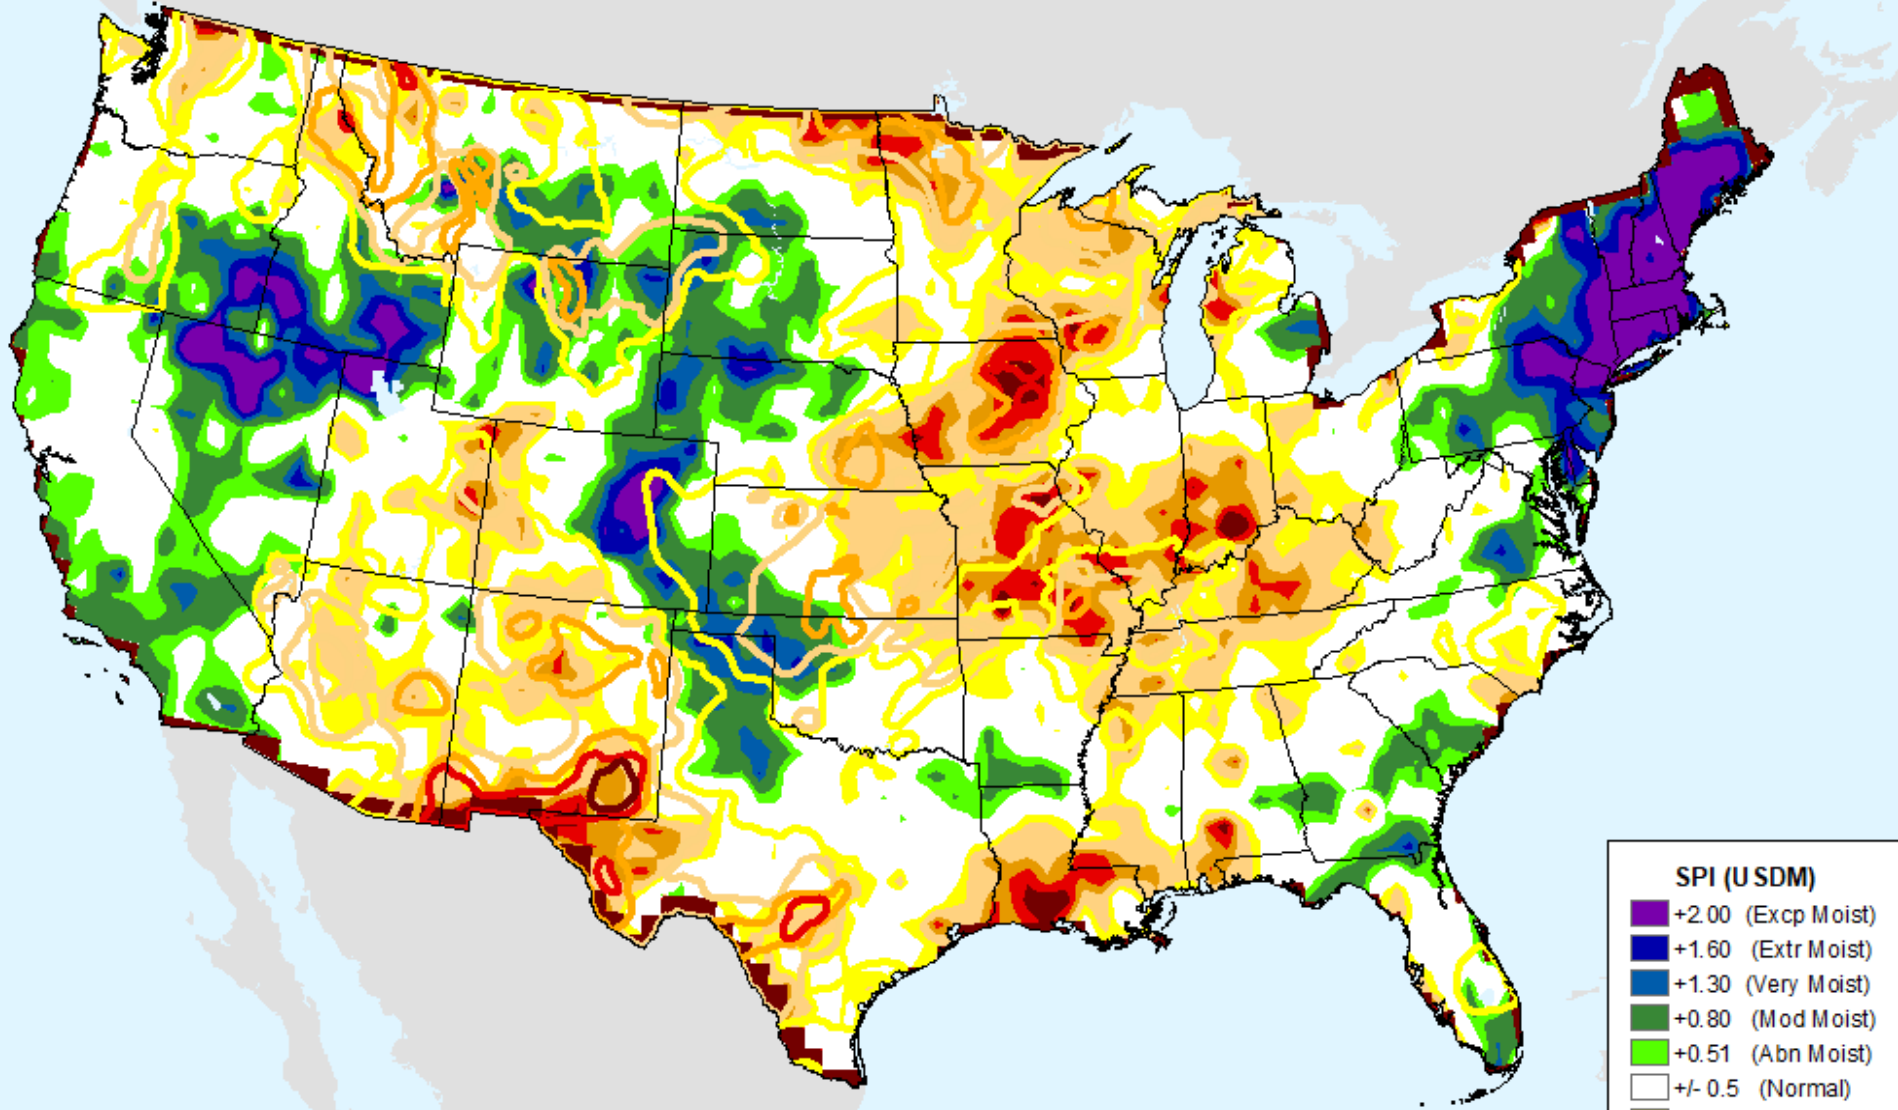 SPI (USDM)
+2.00 (Excp Moist)
+1.60 (Extr Moist)
+1.30 (Very Moist)
+0.80 (Mod Moist)
+0.51 (Abn Moist)
+/- 0.5 (Normal)